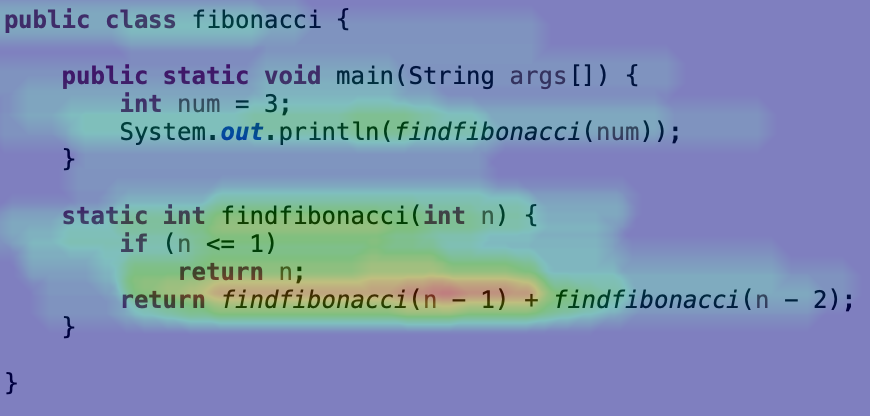 public class fibonacci {
public static void main(String args[]) {
int num = 3;
System.out.println(findfibonacci(num));
}
static int findfibonacci(int n) {
if (n <= 1)
return n;
return findfibonacci(n − 1) + findfibonacci(n − 2);
}
}